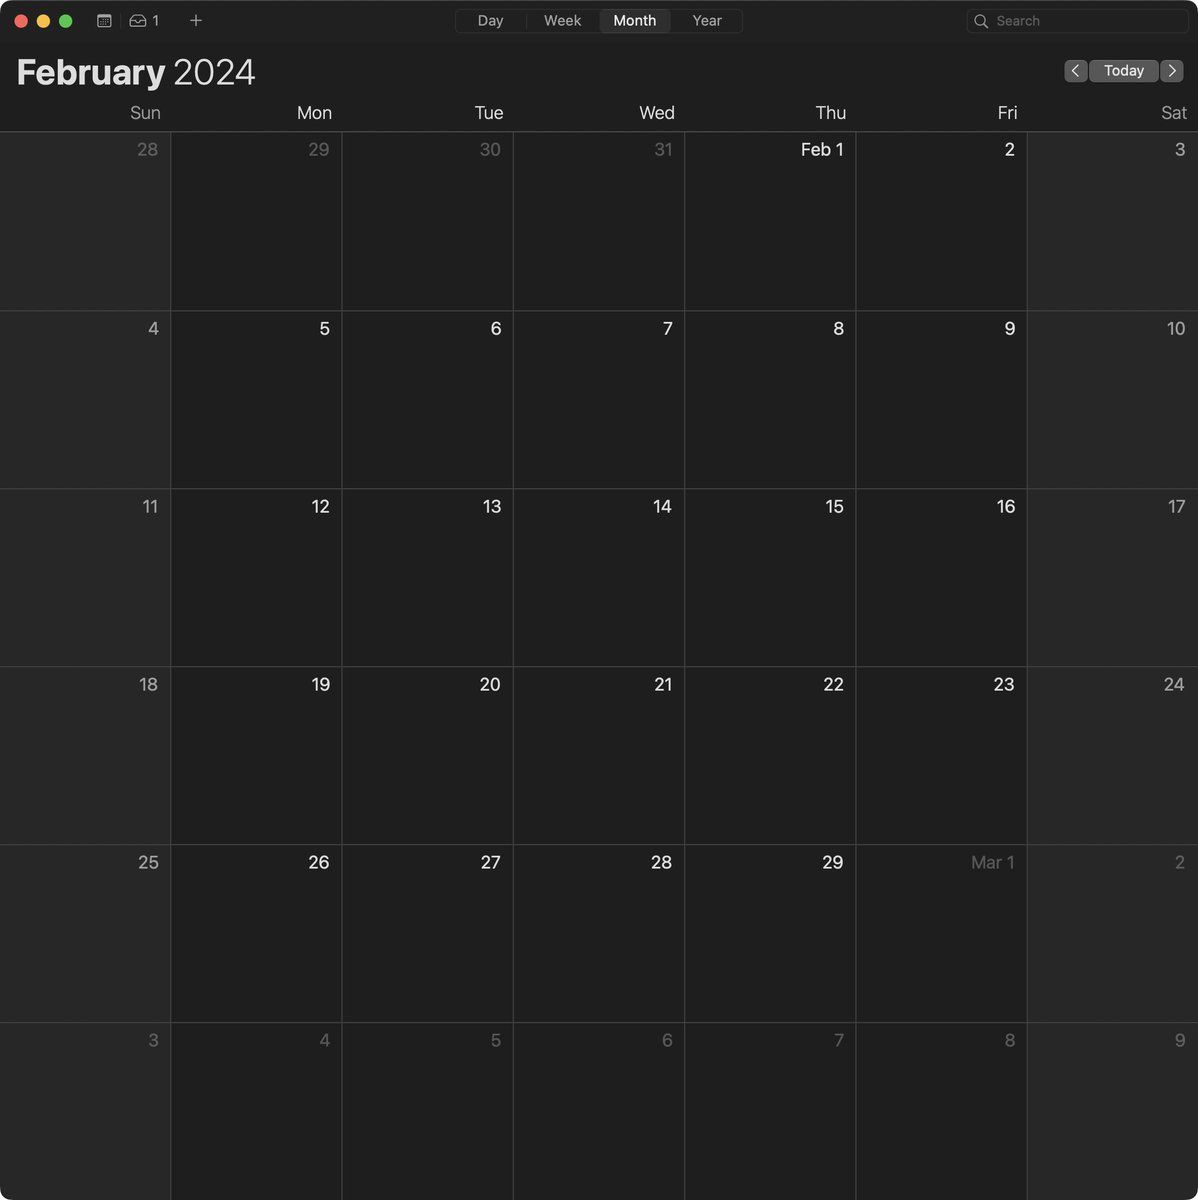 1
Day Week Month Year
Search
February 2024
Today
Sun Mon Tue Wed Thu Fri Sat
28 29 30 31 Feb 1 2 3
4 5 6 7 8 9 10
11 12 13 14 15 16 17
18 19 20 21 22 23 24
25 26 27 28 29 Mar 1 2
3 4 5 6 7 8 9